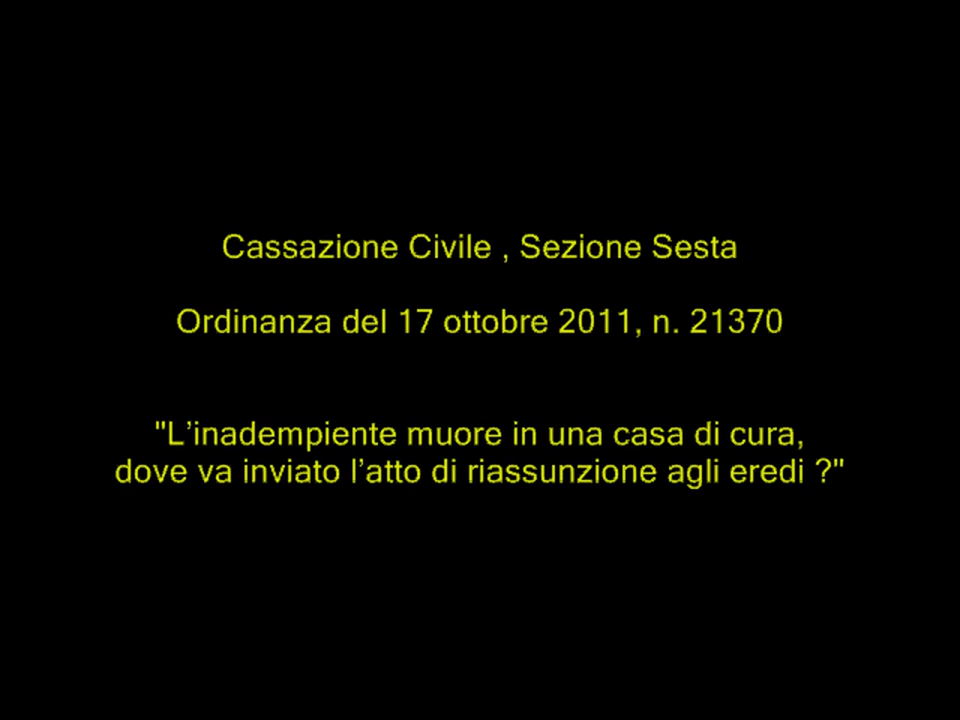 Cassazione Civile , Sezione Sesta
Ordinanza del 17 ottobre 2011, n. 21370
"L’inadempiente muore in una casa di cura,
dove va inviato l’atto di riassunzione agli eredi ?"